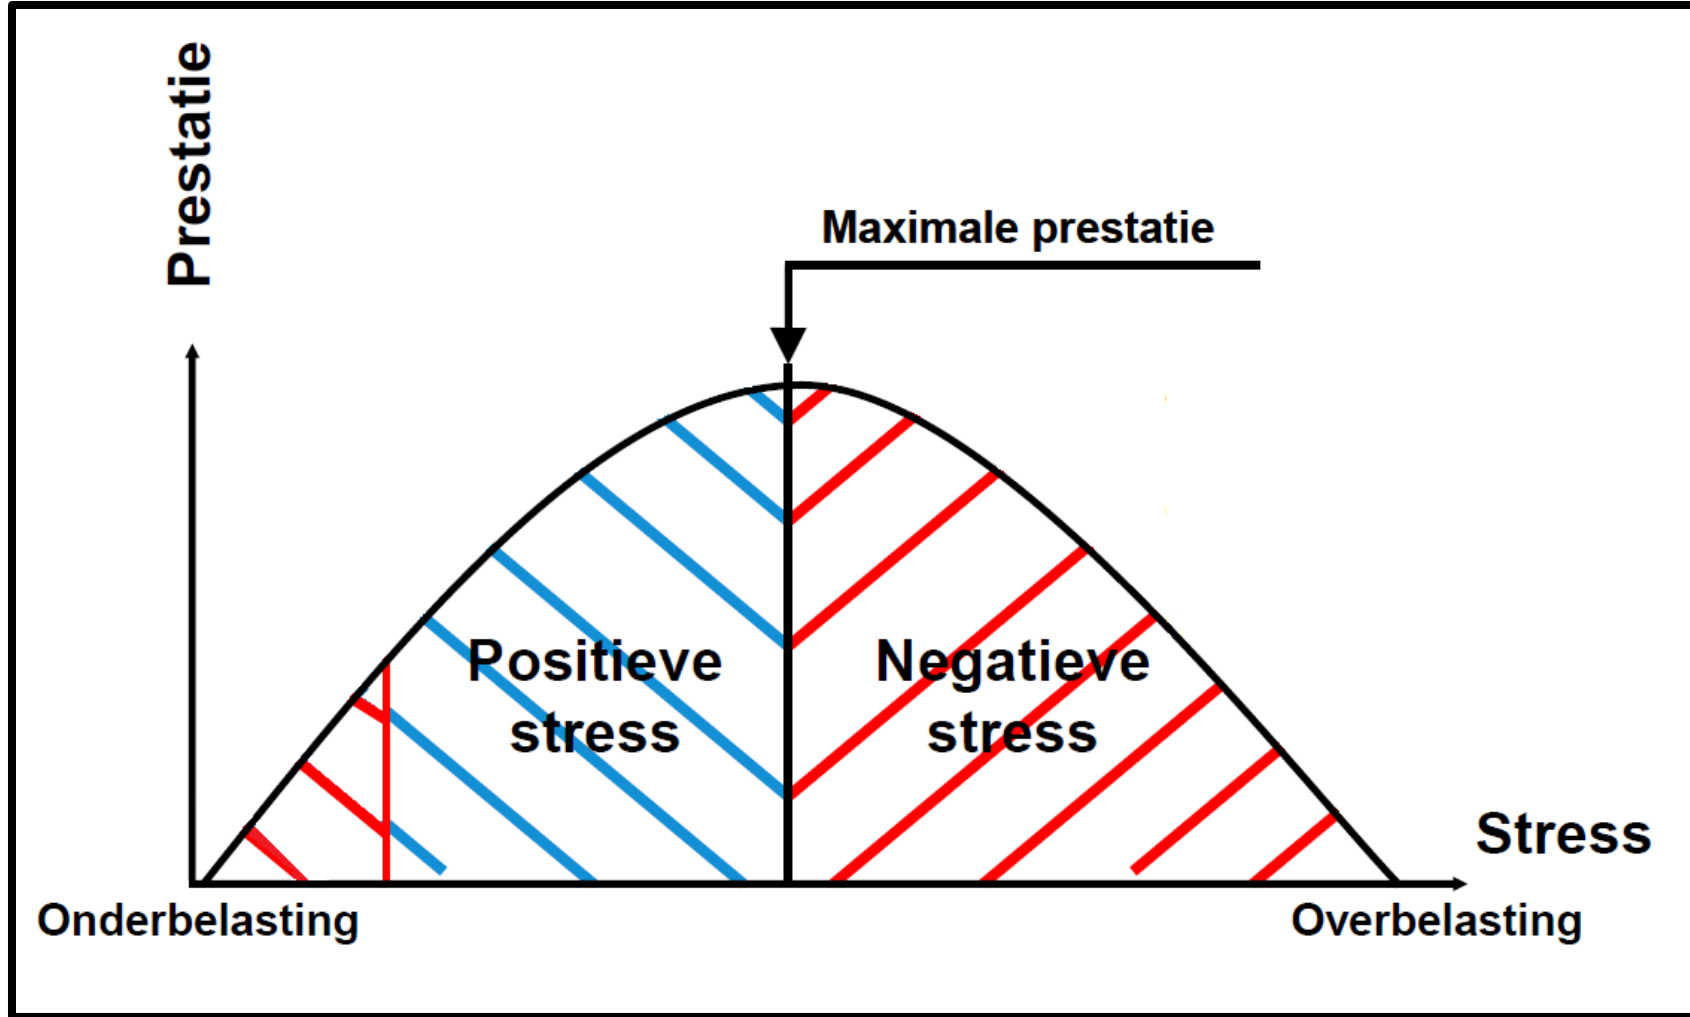 Prestatie
Maximale prestatie
Positieve
stress
Negatieve
stress
Stress
Onderbelasting
Overbelasting